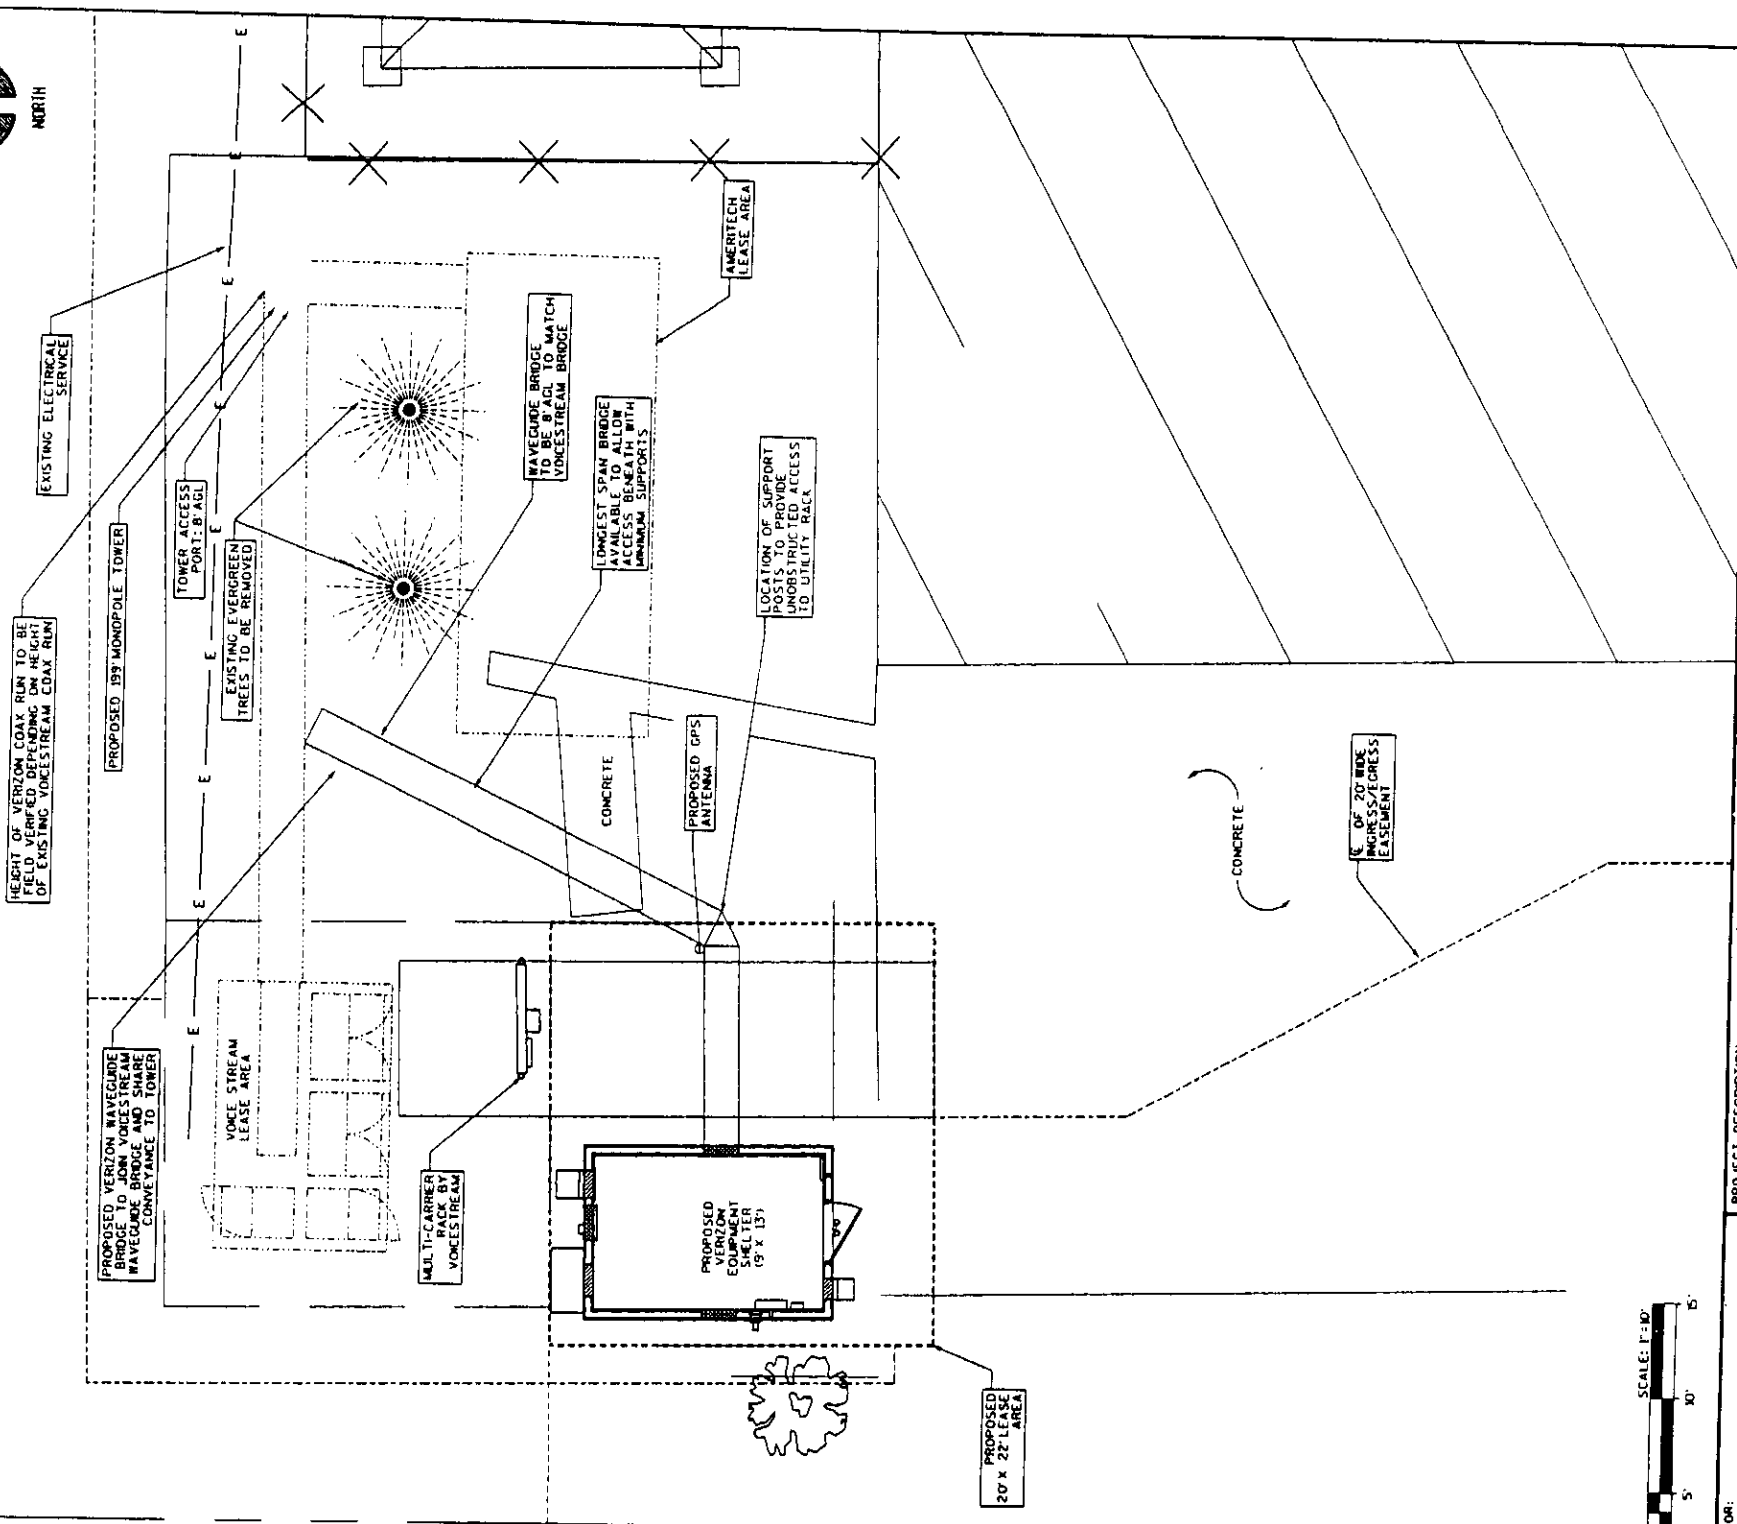 NORTH
EXISTING ELECTRICAL
SERVICE
HEIGHT OF VERIZON COAX RUN TO BE
FIELD VERIFIED DEPENDING ON HEIGHT
OF EXISTING VOICESTREAM COAX RUN
PROPOSED 199' MONOPOLE TOWER
TOWER ACCESS
PORT: 8' AGL
EXISTING EVERGREEN
TREES TO BE REMOVED
AMERITECH
LEASE AREA
WAVEGUIDE BRIDGE
TO BE 8' AGL TO MATCH
VOICESTREAM BRIDGE
LONGEST SPAN BRIDGE
AVAILABLE TO ALLOW
ACCESS BENEATH WITH
MINIMUM SUPPORTS
LOCATION OF SUPPORT
POSTS TO PROVIDE
UNOBSTRUCTED ACCESS
TO UTILITY RACK
E
E
E
E
E
E
E
E
E
CONCRETE
PROPOSED GPS
ANTENNA
CONCRETE
℄ OF 20' WIDE
INGRESS/EGRESS
EASEMENT
PROPOSED VERIZON WAVEGUIDE
BRIDGE TO JOIN VOICESTREAM
WAVEGUIDE BRIDGE AND SHARE
CONVEYANCE TO TOWER
VOICE STREAM
LEASE AREA
MULTI-CARRIER
RACK BY
VOICESTREAM
PROPOSED
VERIZON
EQUIPMENT
SHELTER
(9' X 13')
PROPOSED
20' X 22' LEASE
AREA
SCALE: 1"=10'
5'
10'
15'
PROJECT DESCRIPTION
OR: